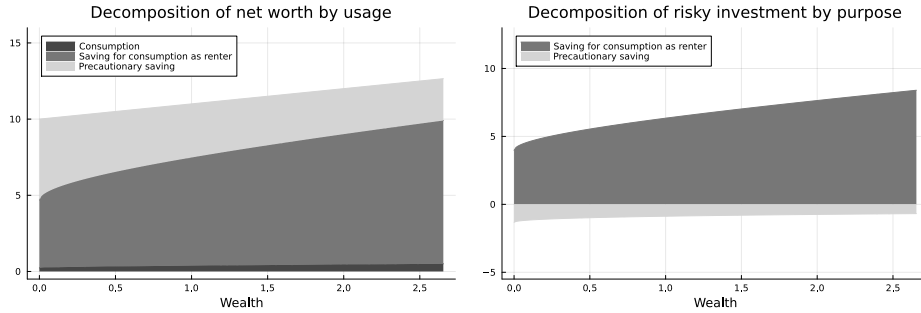 Decomposition of net worth by usage
15
10
5
0
Consumption
Saving for consumption as renter
Precautionary saving
0,0 0,5 1,0 1,5 2,0 2,5
Wealth
Decomposition of risky investment by purpose
10
5
0
−5
Saving for consumption as renter
Precautionary saving
0,0 0,5 1,0 1,5 2,0 2,5
Wealth